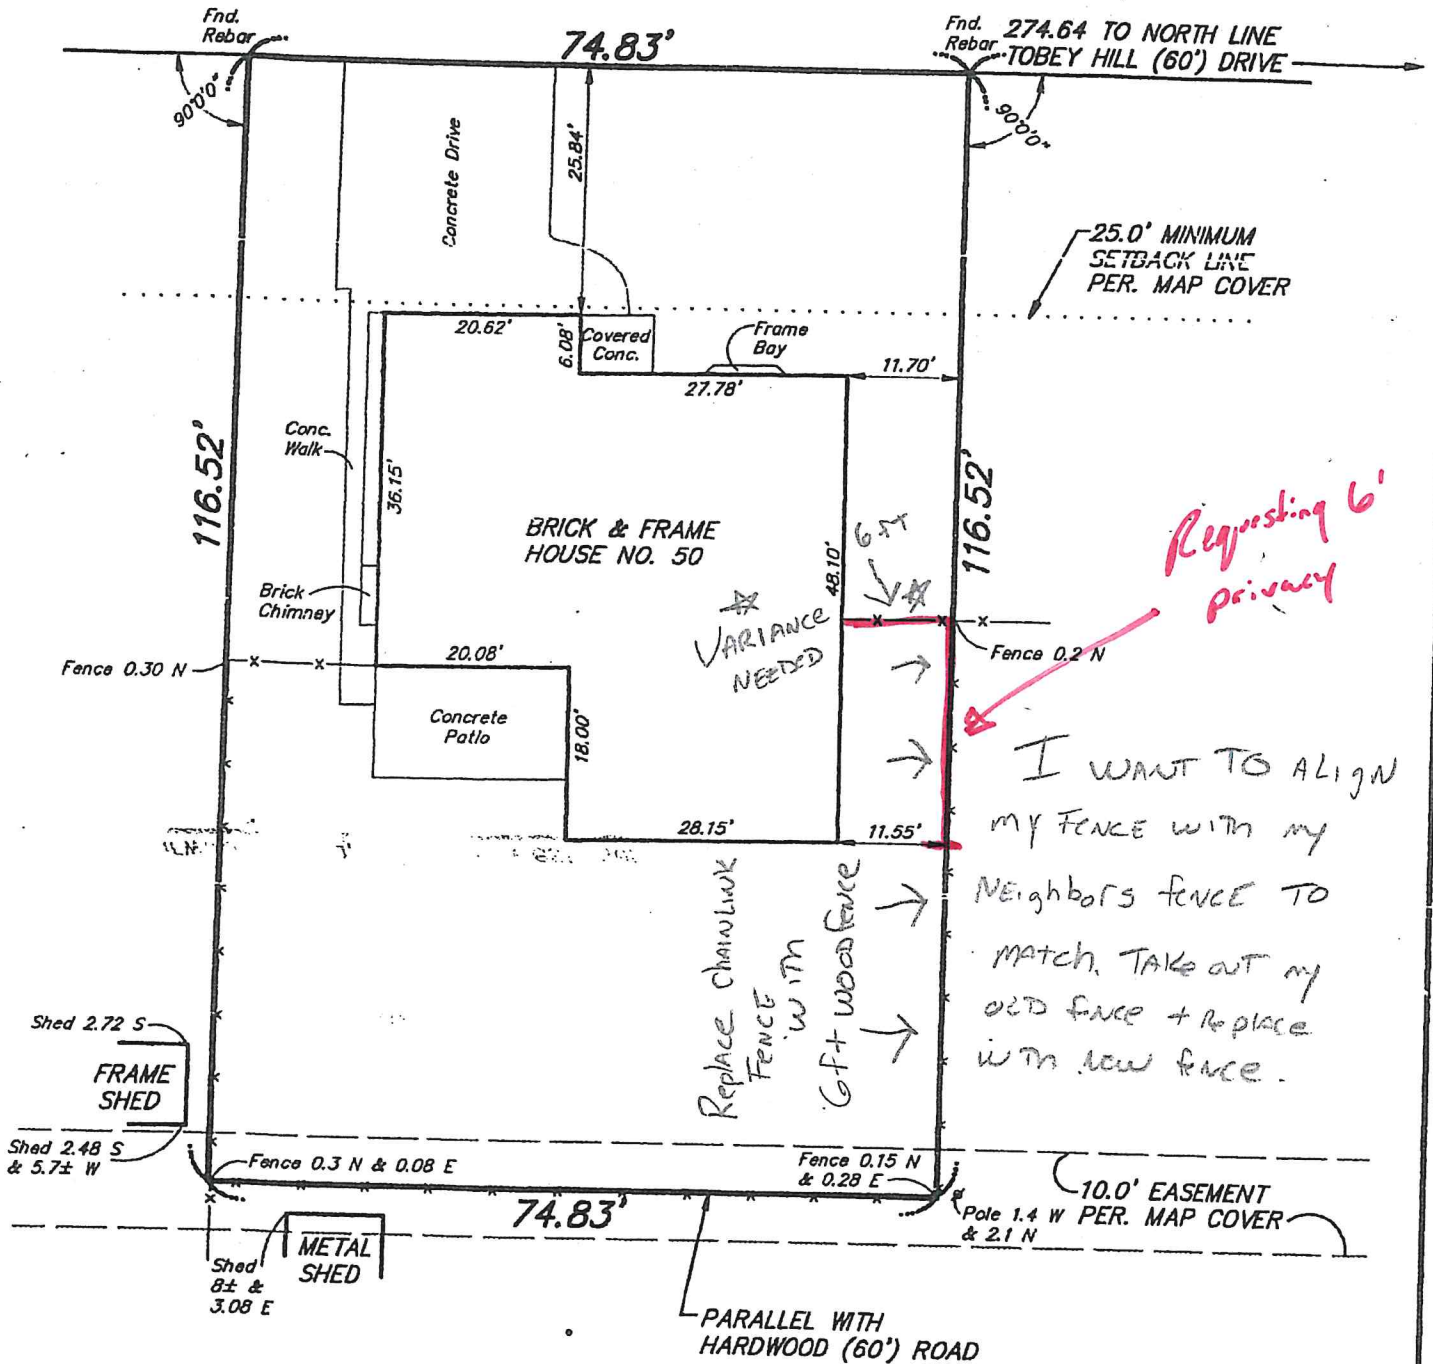 Fnd.
Rebar
74.83'
Fnd.
Rebar
274.64 TO NORTH LINE
TOBEY HILL (60') DRIVE
90°0'0"
90°0'0"
Concrete Drive
25.84'
25.0' MINIMUM
SETBACK LINE
PER. MAP COVER
20.62'
6.08'
Covered
Conc.
Frame
Bay
27.78'
11.70'
116.52'
Conc.
Walk
36.15'
BRICK & FRAME
HOUSE NO. 50
48.10'
116.52'
Requesting 6'
privacy
6 FT
VARIANCE
NEEDED
Brick
Chimney
Fence 0.30 N
20.08'
Fence 0.2 N
Concrete
Patio
18.00'
28.15'
11.55'
I WANT TO ALIGN
MY FENCE WITH MY
NEIGHBORS FENCE TO
MATCH. TAKE OUT MY
OLD FENCE + REPLACE
WITH NEW FENCE.
Replace chainLINK
FENCE
WITH
6ft WOOD fence
Shed 2.72 S
FRAME
SHED
Shed 2.48 S
& 5.7± W
Fence 0.3 N & 0.08 E
Fence 0.15 N
& 0.28 E
74.83'
10.0' EASEMENT
PER. MAP COVER
Pole 1.4 W
& 2.1 N
METAL
SHED
Shed
8± &
3.08 E
PARALLEL WITH
HARDWOOD (60') ROAD